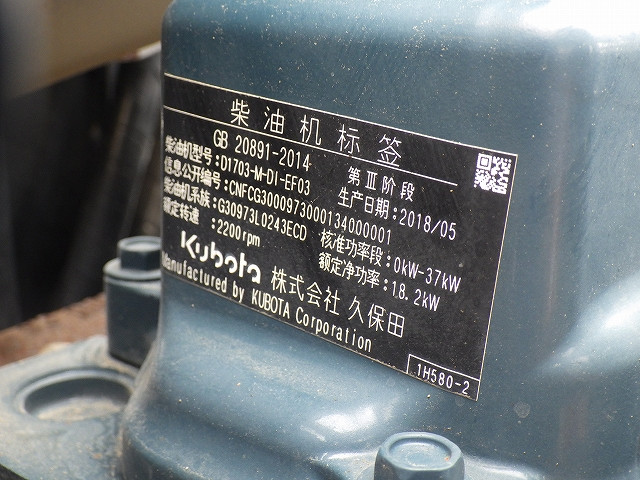 柴油机标签
GB 20891-2014 第Ⅲ阶段
柴油机型号:D1703-M-DI-EF03 生产日期:2018/05
信息公开编号:CNFCG3000973000134000001
柴油机系族:G30973L0243ECD 核准功率段:0kW-37kW
额定转速:2200rpm 额定净功率:18.2kW
Kubota 株式会社 久保田
Manufactured by KUBOTA Corporation
1H580-2